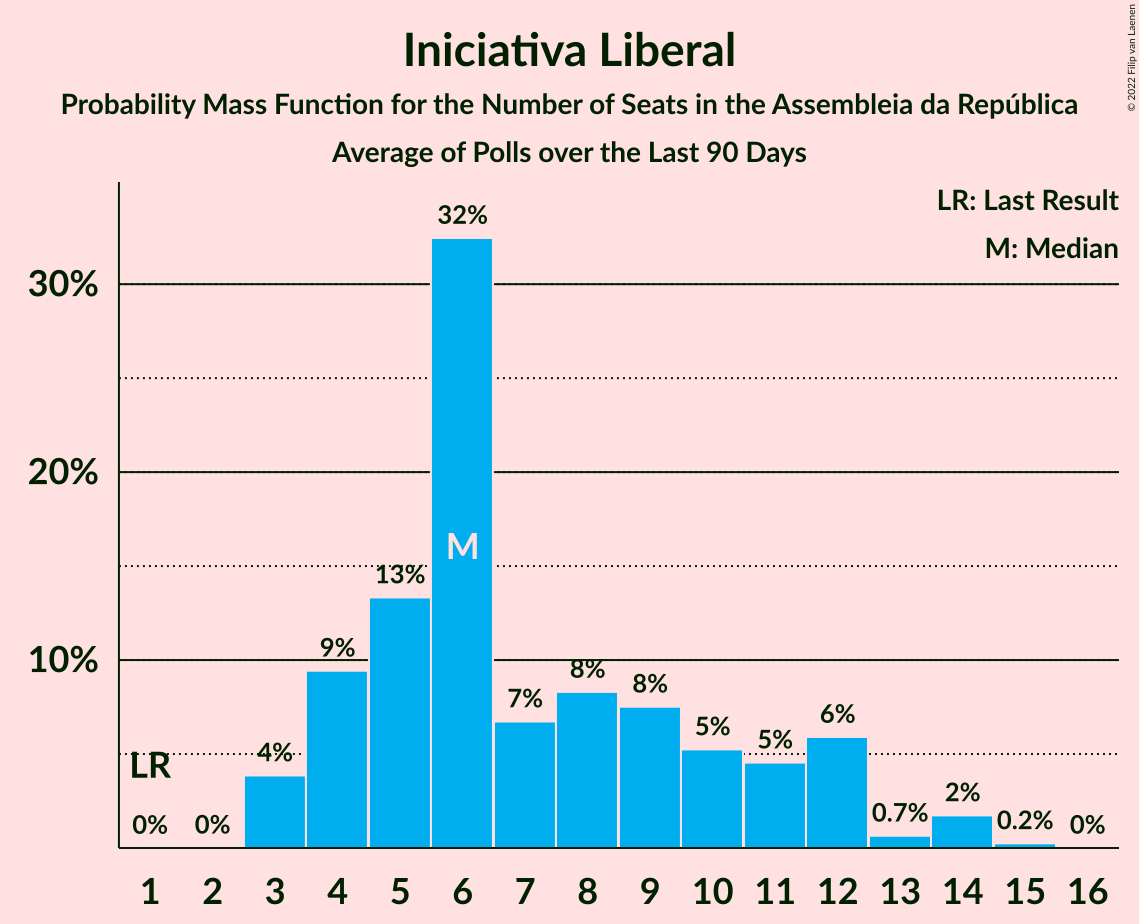 Iniciativa Liberal
Probability Mass Function for the Number of Seats in the Assembleia da República
Average of Polls over the Last 90 Days
© 2022 Filip van Laenen
LR: Last Result
M: Median
30%
20%
10%
LR
0%
0%
4%
9%
13%
32%
M
7%
8%
8%
5%
5%
6%
0.7%
2%
0.2%
0%
1 2 3 4 5 6 7 8 9 10 11 12 13 14 15 16